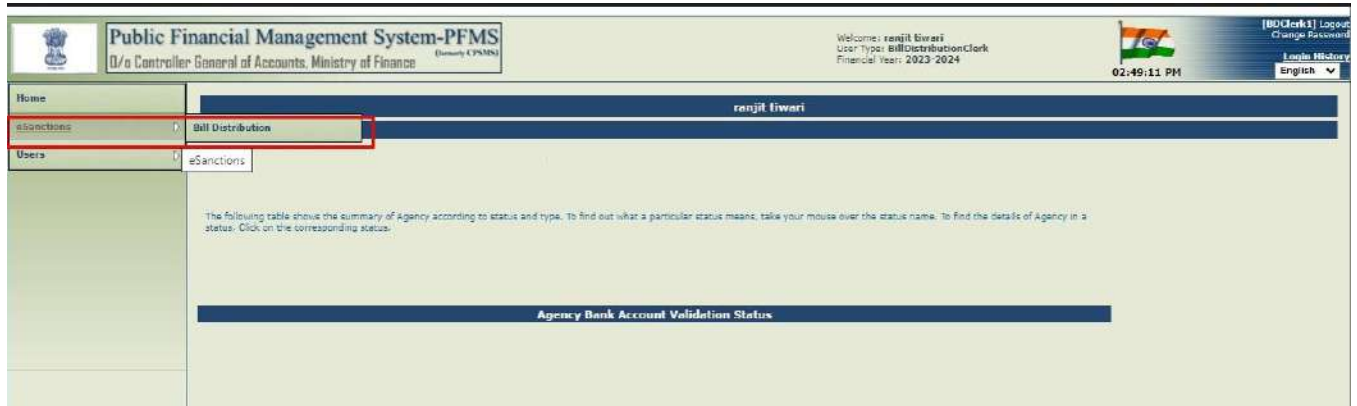 Public Financial Management System-PFMS
(formerly CPSMS)
O/o Controller General of Accounts, Ministry of Finance
Welcome: ranjit tiwari
User Type: BillDistributionClerk
Financial Year: 2023-2024
02:49:11 PM
[BDClerk1] Logout
Change Password
Login History
English
Home
ranjit tiwari
eSanctions
Bill Distribution
Users
eSanctions
The following table shows the summary of Agency according to status and type. To find out what a particular status means, take your mouse over the status name. To find the details of Agency in a
status, Click on the corresponding status.
Agency Bank Account Validation Status